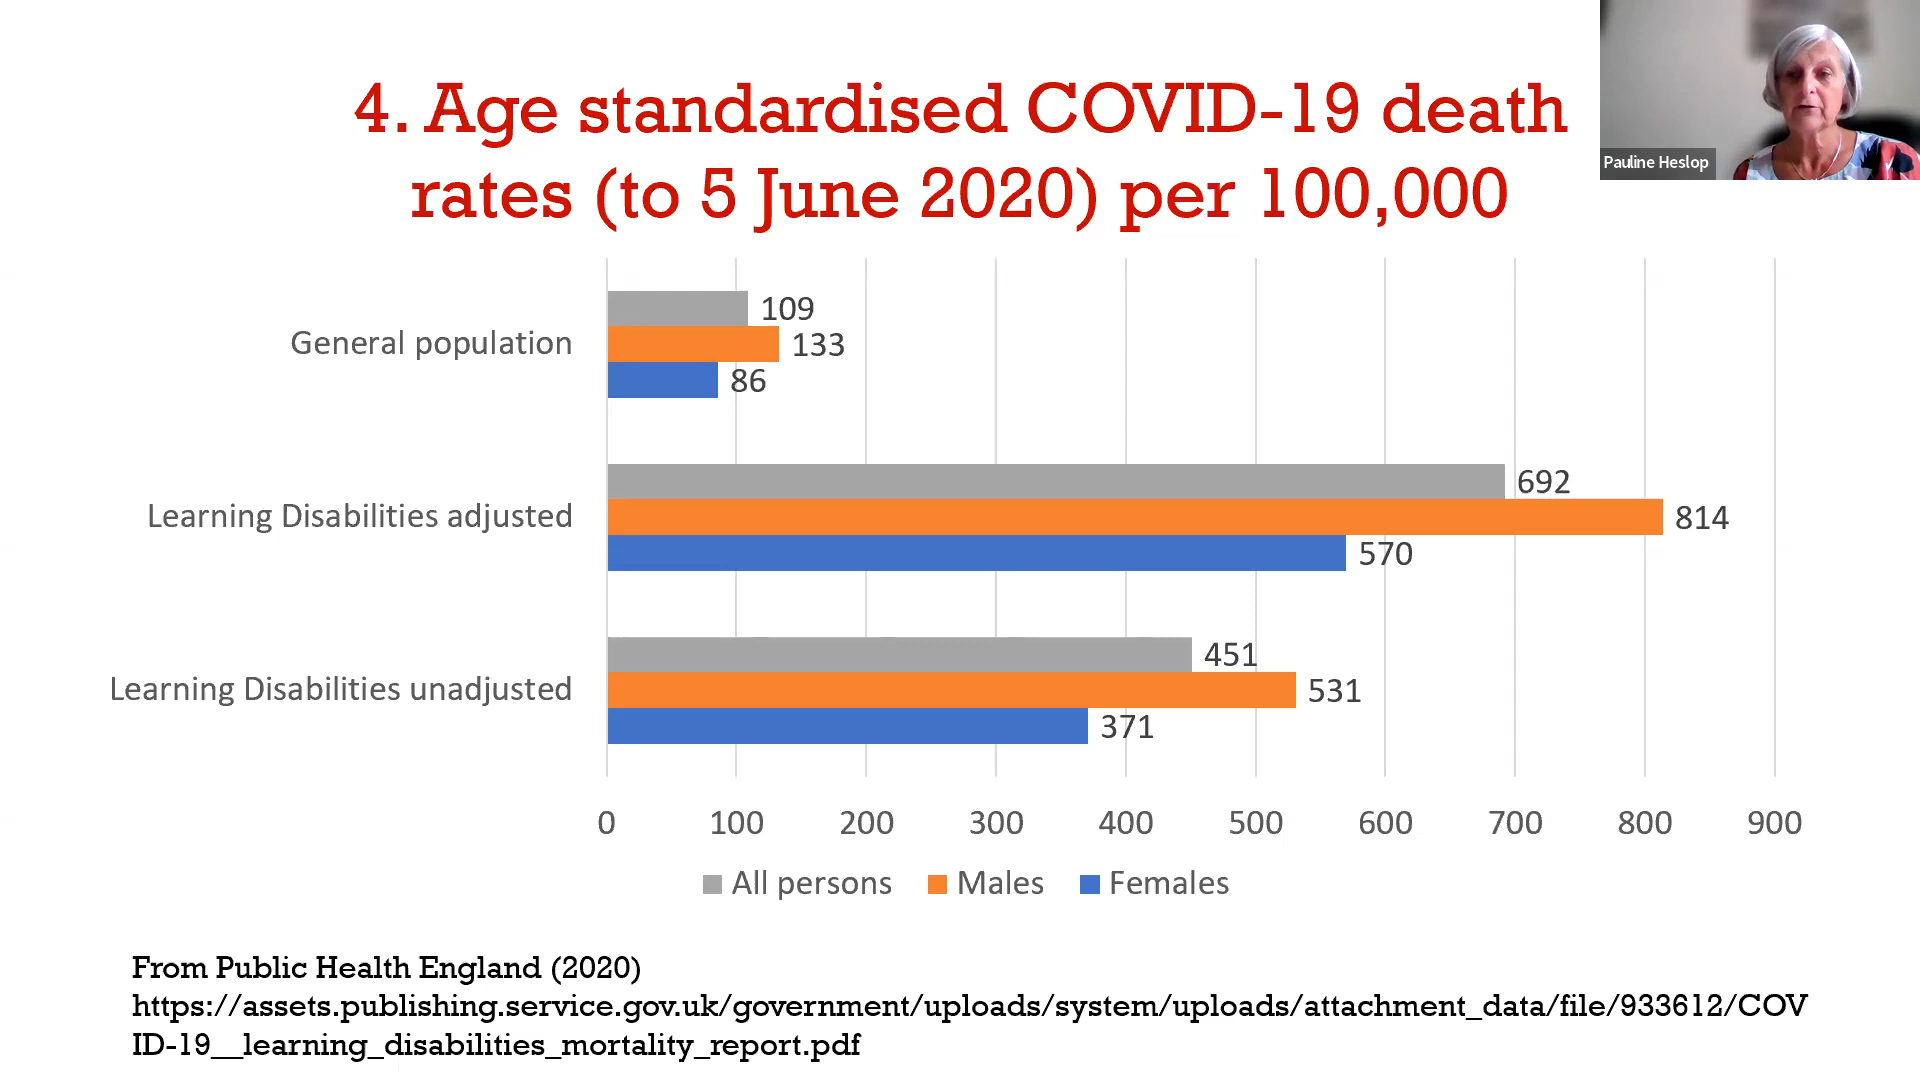 4. Age standardised COVID-19 death
rates (to 5 June 2020) per 100,000
Pauline Heslop
General population
109
133
86
Learning Disabilities adjusted
692
814
570
Learning Disabilities unadjusted
451
531
371
0 100 200 300 400 500 600 700 800 900
All persons Males Females
From Public Health England (2020)
https://assets.publishing.service.gov.uk/government/uploads/system/uploads/attachment_data/file/933612/COV
ID-19__learning_disabilities_mortality_report.pdf